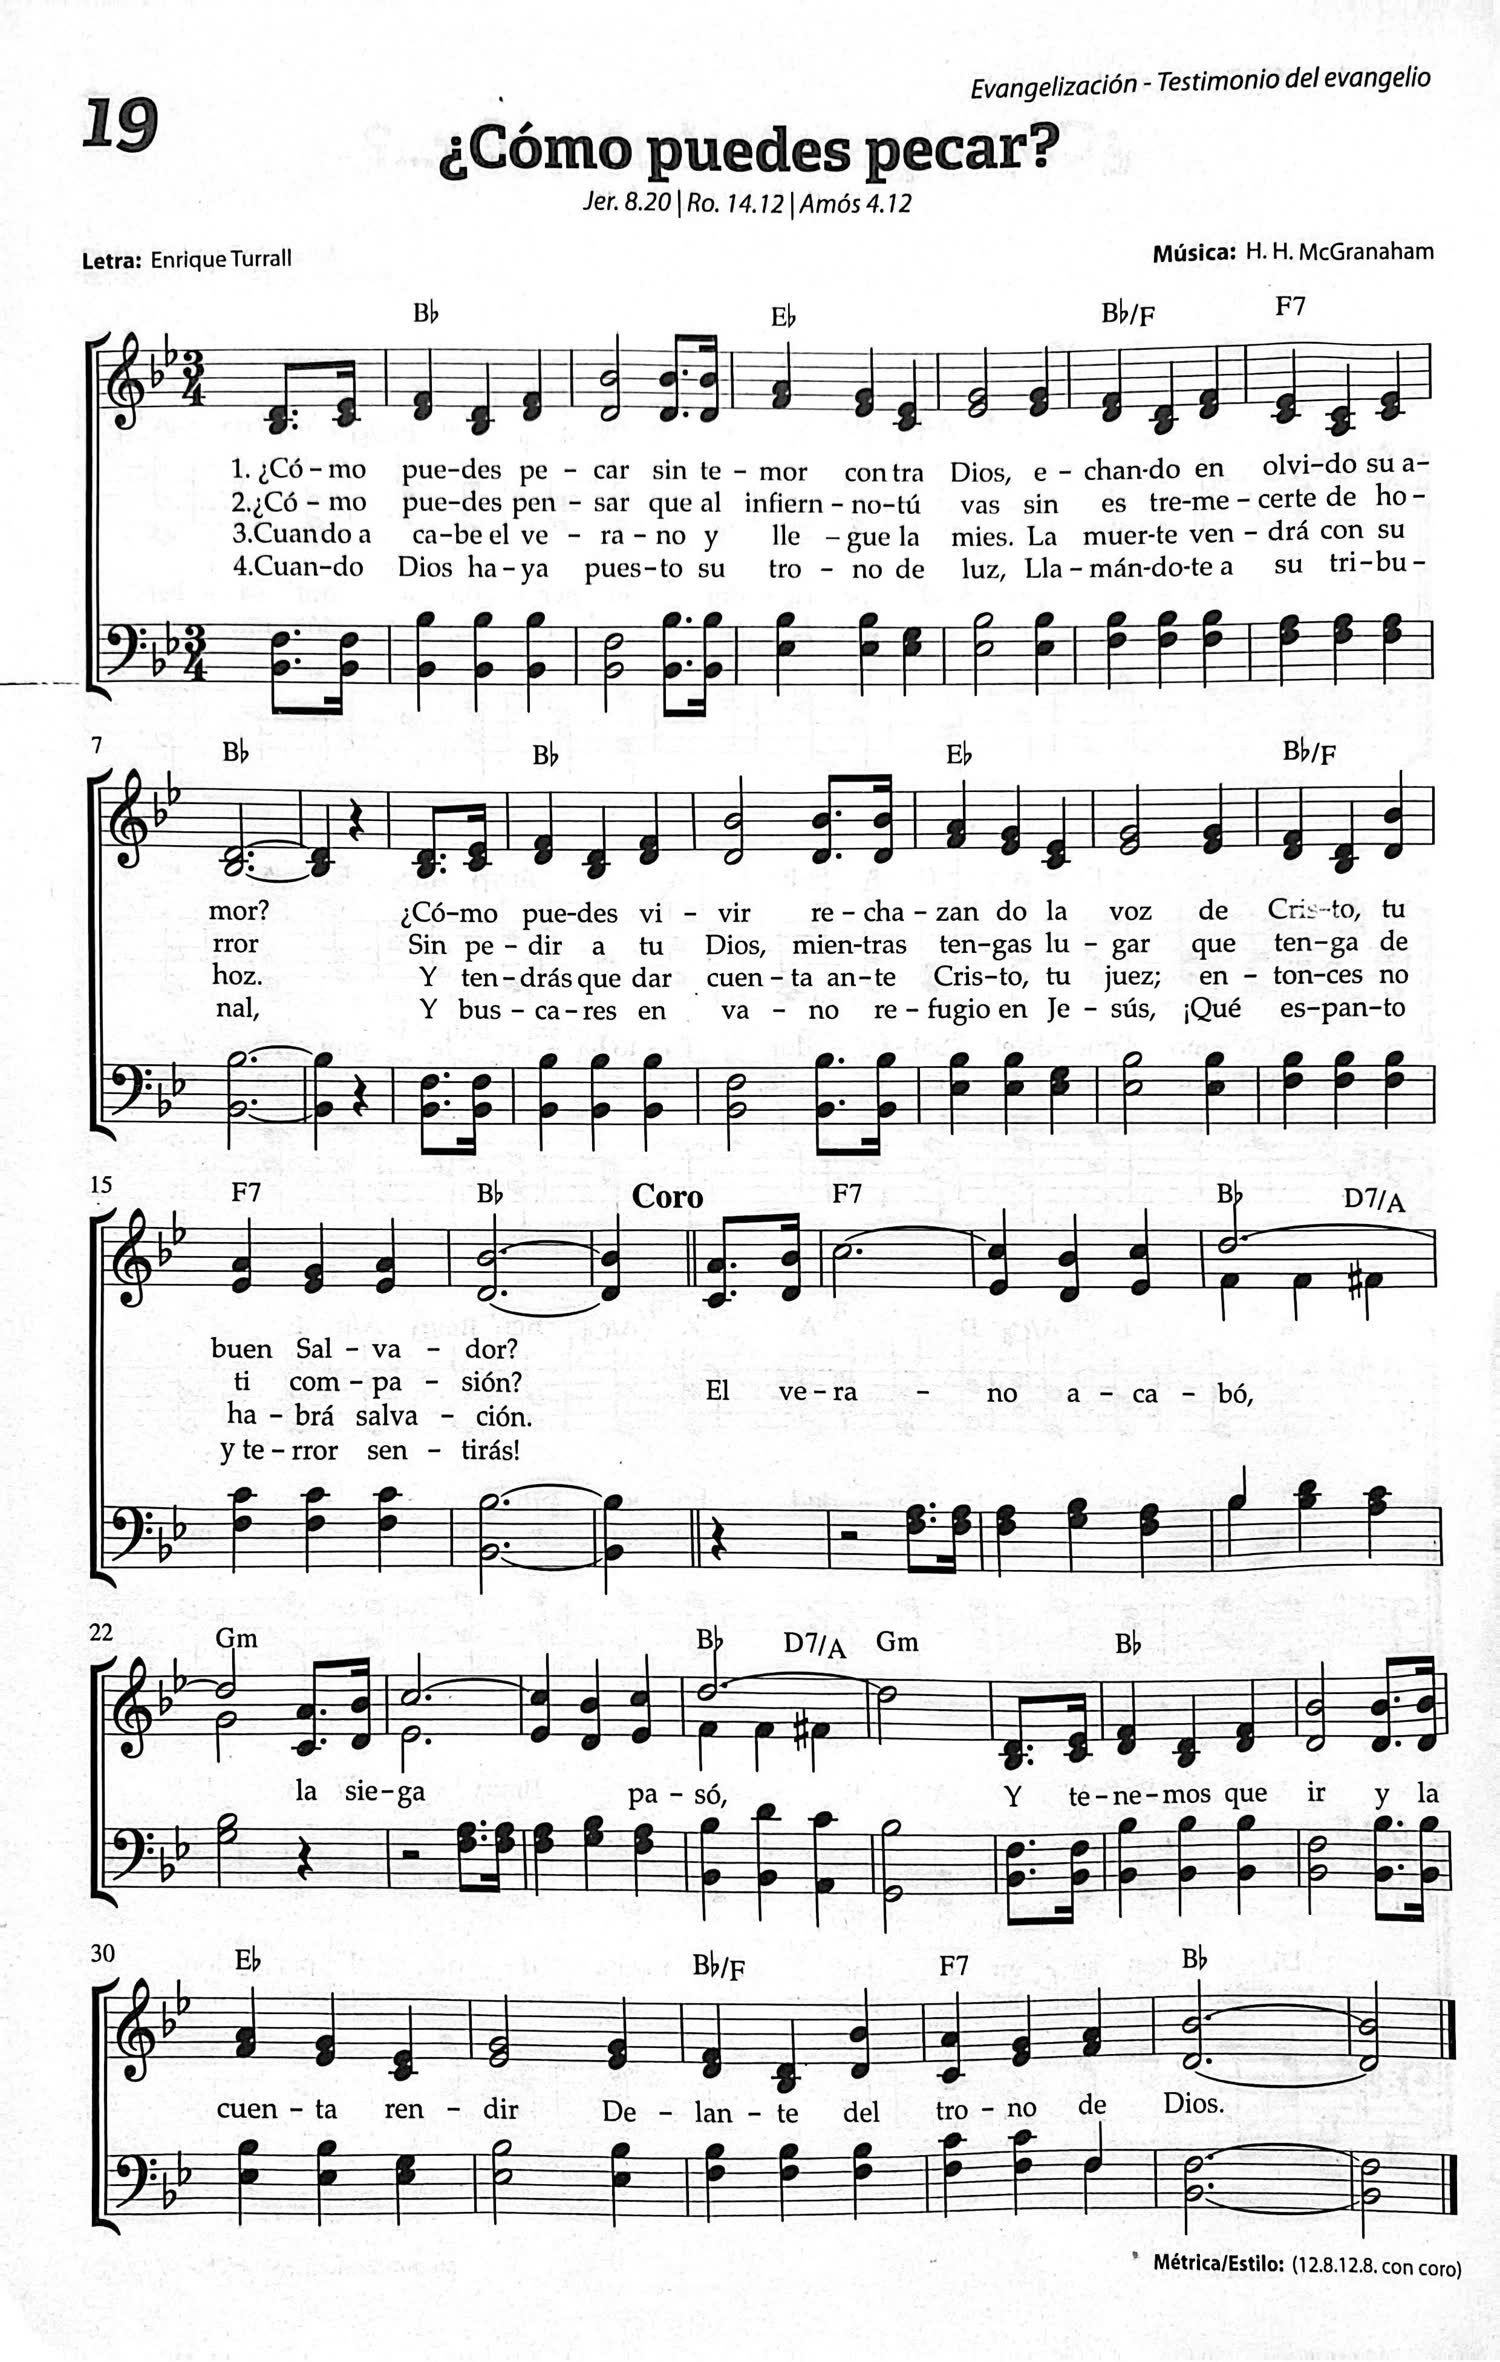 Evangelización - Testimonio del evangelio
19
¿Cómo puedes pecar?
Jer. 8.20 | Ro. 14.12 | Amós 4.12
Letra: Enrique Turrall
Música: H. H. McGranaham
B♭ E♭ B♭/F F7
3/4
1. ¿Có – mo pue–des pe – car sin te – mor con tra Dios, e – chan-do en olvi–do su a–
2.¿Có – mo pue–des pen – sar que al infiern – no–tú vas sin es tre-me – certe de ho –
3.Cuando a ca–be el ve – ra – no y lle – gue la mies. La muer-te ven – drá con su
4.Cuan–do Dios ha–ya pues–to su tro – no de luz, Lla – mán-do-te a su tri–bu –
3/4
7 B♭ B♭ E♭ B♭/F
mor? ¿Có–mo pue–des vi – vir re – cha – zan do la voz de Cris–to, tu
rror Sin pe – dir a tu Dios, mien–tras ten–gas lu – gar que ten–ga de
hoz. Y ten–drás que dar cuen – ta an–te Cris–to, tu juez; en – ton–ces no
nal, Y bus – ca – res en va – no re – fugio en Je – sús, ¡Qué es–pan–to
15 F7 B♭ Coro F7 B♭ D7/A
buen Sal – va – dor?
ti com – pa – sión?
El ve – ra – no a – ca – bó,
ha – brá salva – ción.
y te – rror sen – tirás!
22 Gm B♭ D7/A Gm B♭
la sie–ga pa – só, Y te–ne–mos que ir y la
30 E♭ B♭/F F7 B♭
cuen – ta ren – dir De – lan – te del tro – no de Dios.
Métrica/Estilo: (12.8.12.8. con coro)